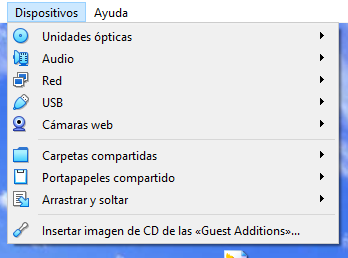 Dispositivos Ayuda
Unidades ópticas
Audio
Red
USB
Cámaras web
Carpetas compartidas
Portapapeles compartido
Arrastrar y soltar
Insertar imagen de CD de las «Guest Additions»...